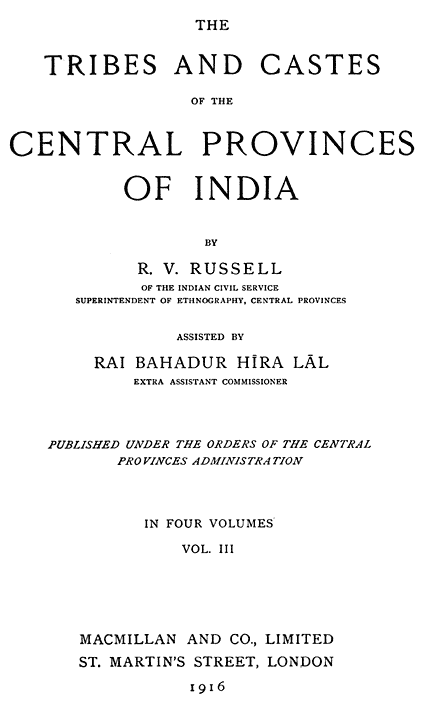 THE
TRIBES AND CASTES
OF THE
CENTRAL PROVINCES
OF INDIA
BY
R. V. RUSSELL
OF THE INDIAN CIVIL SERVICE
SUPERINTENDENT OF ETHNOGRAPHY, CENTRAL PROVINCES
ASSISTED BY
RAI BAHADUR HĪRA LĀL
EXTRA ASSISTANT COMMISSIONER
PUBLISHED UNDER THE ORDERS OF THE CENTRAL
PROVINCES ADMINISTRATION
IN FOUR VOLUMES
VOL. III
MACMILLAN AND CO., LIMITED
ST. MARTIN'S STREET, LONDON
1916